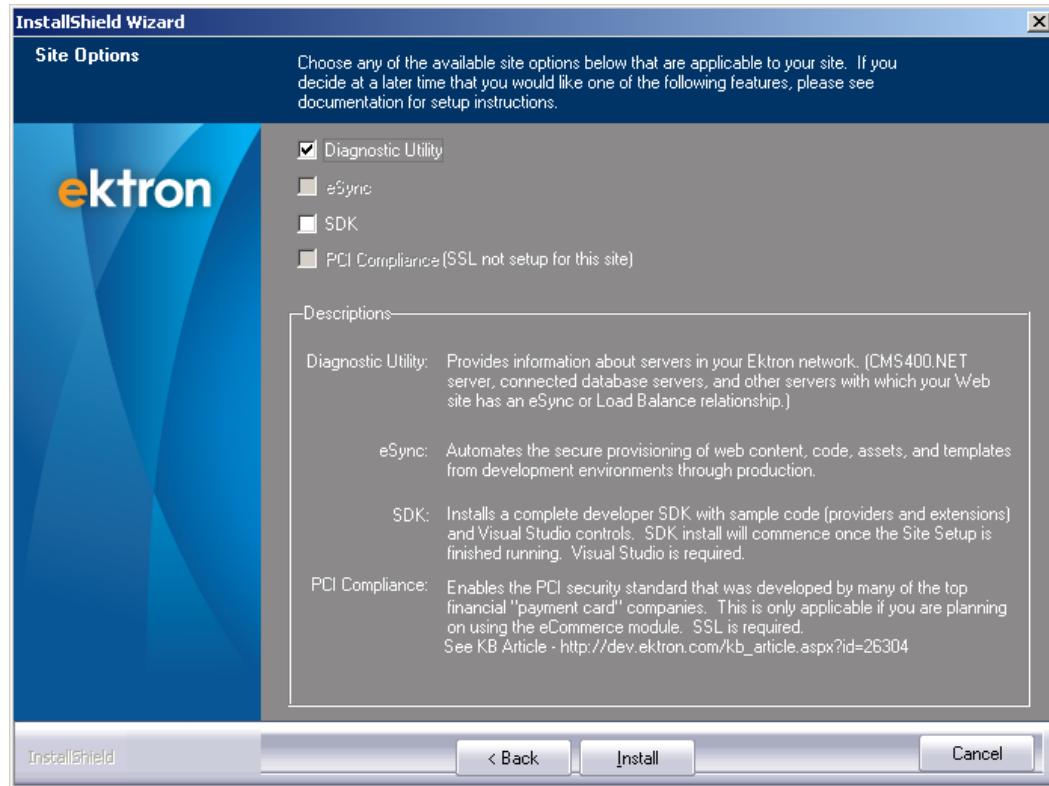 InstallShield Wizard
Site Options
Choose any of the available site options below that are applicable to your site.  If you
decide at a later time that you would like one of the following features, please see
documentation for setup instructions.
ektron
Diagnostic Utility
eSync
SDK
PCI Compliance (SSL not setup for this site)
Descriptions
Diagnostic Utility: Provides information about servers in your Ektron network. (CMS400.NET
server, connected database servers, and other servers with which your Web
site has an eSync or Load Balance relationship.)
eSync: Automates the secure provisioning of web content, code, assets, and templates
from development environments through production.
SDK: Installs a complete developer SDK with sample code (providers and extensions)
and Visual Studio controls.  SDK install will commence once the Site Setup is
finished running.  Visual Studio is required.
PCI Compliance: Enables the PCI security standard that was developed by many of the top
financial "payment card" companies.  This is only applicable if you are planning
on using the eCommerce module.  SSL is required.
See KB Article - http://dev.ektron.com/kb_article.aspx?id=26304
InstallShield
< Back
Install
Cancel